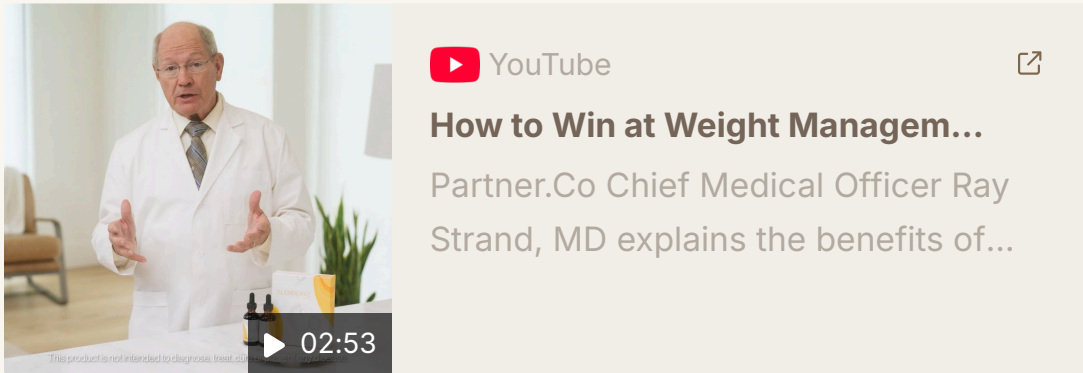 YouTube
How to Win at Weight Managem...
Partner.Co Chief Medical Officer Ray
Strand, MD explains the benefits of...
02:53
This product is not intended to diagnose, treat,